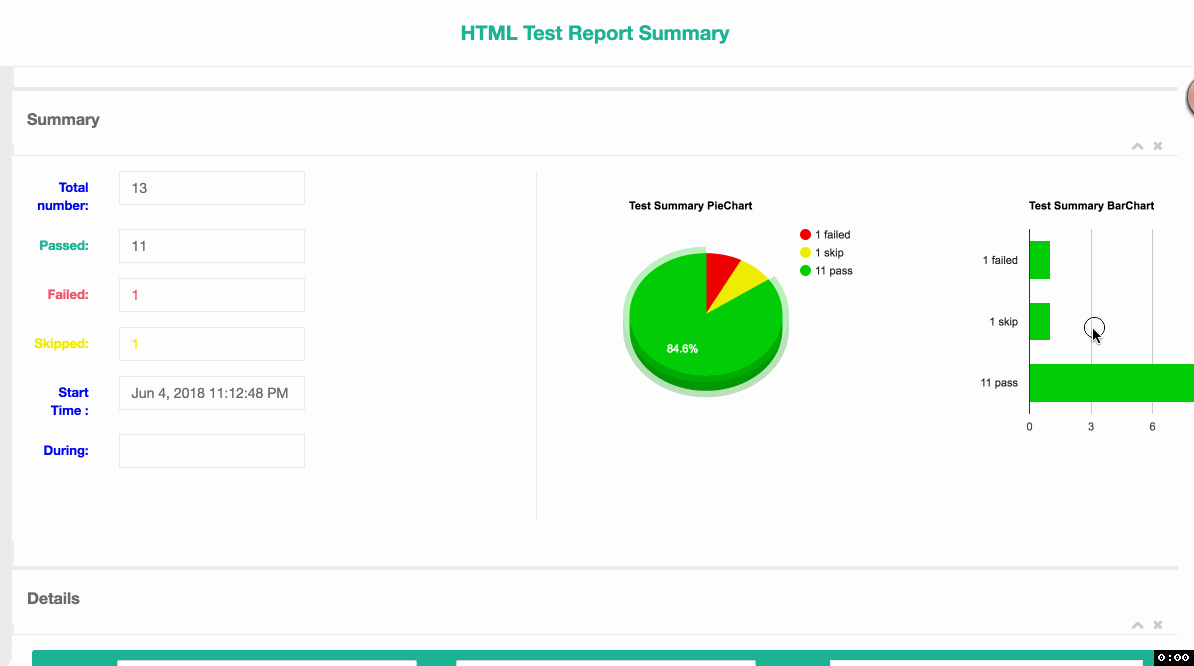 HTML Test Report Summary
Summary
Total number: 13
Passed: 11
Failed: 1
Skipped: 1
Start Time : Jun 4, 2018 11:12:48 PM
During:
Test Summary PieChart
1 failed
1 skip
11 pass
84.6%
Test Summary BarChart
1 failed
1 skip
11 pass
0 3 6
Details
0:00